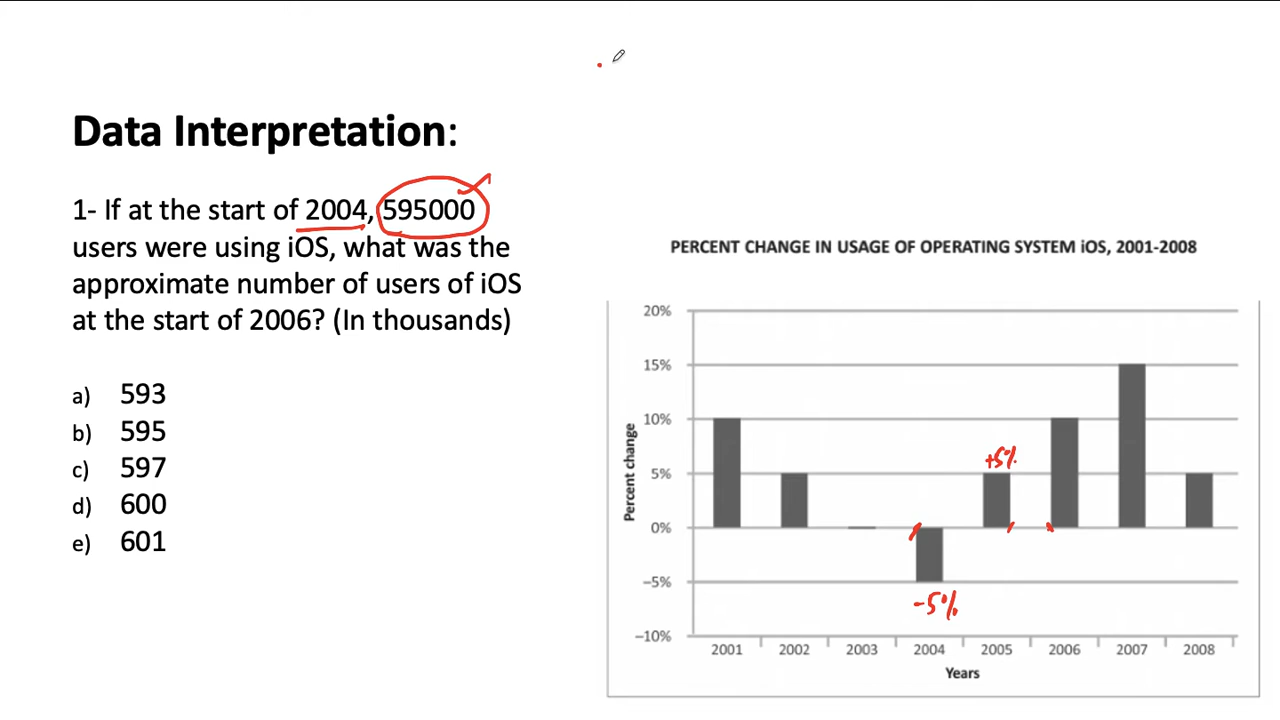 Data Interpretation:
1- If at the start of 2004, 595000
users were using iOS, what was the
approximate number of users of iOS
at the start of 2006? (In thousands)
a) 593
b) 595
c) 597
d) 600
e) 601
PERCENT CHANGE IN USAGE OF OPERATING SYSTEM iOS, 2001-2008
Percent change
20%
15%
10%
5%
0%
–5%
–10%
+5%
-5%
2001 2002 2003 2004 2005 2006 2007 2008
Years